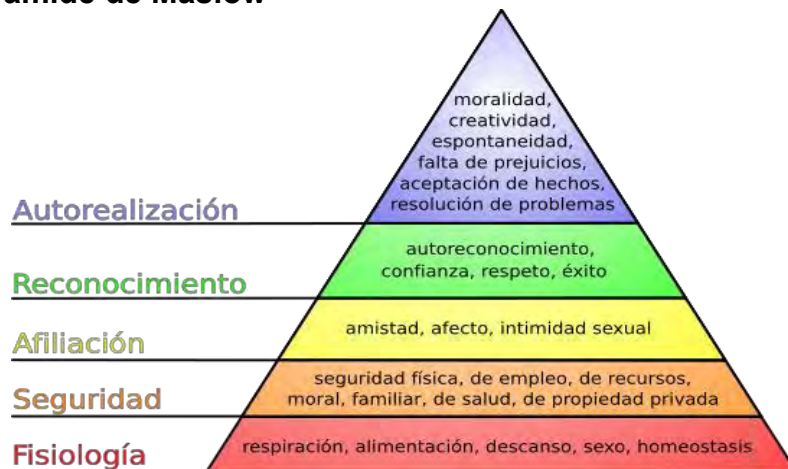 de Maslow
moralidad,
creatividad,
espontaneidad,
falta de prejuicios,
aceptación de hechos,
resolución de problemas
Autorealización
autoreconocimiento,
confianza, respeto, éxito
Reconocimiento
amistad, afecto, intimidad sexual
Afiliación
seguridad física, de empleo, de recursos,
moral, familiar, de salud, de propiedad privada
Seguridad
respiración, alimentación, descanso, sexo, homeostasis
Fisiología